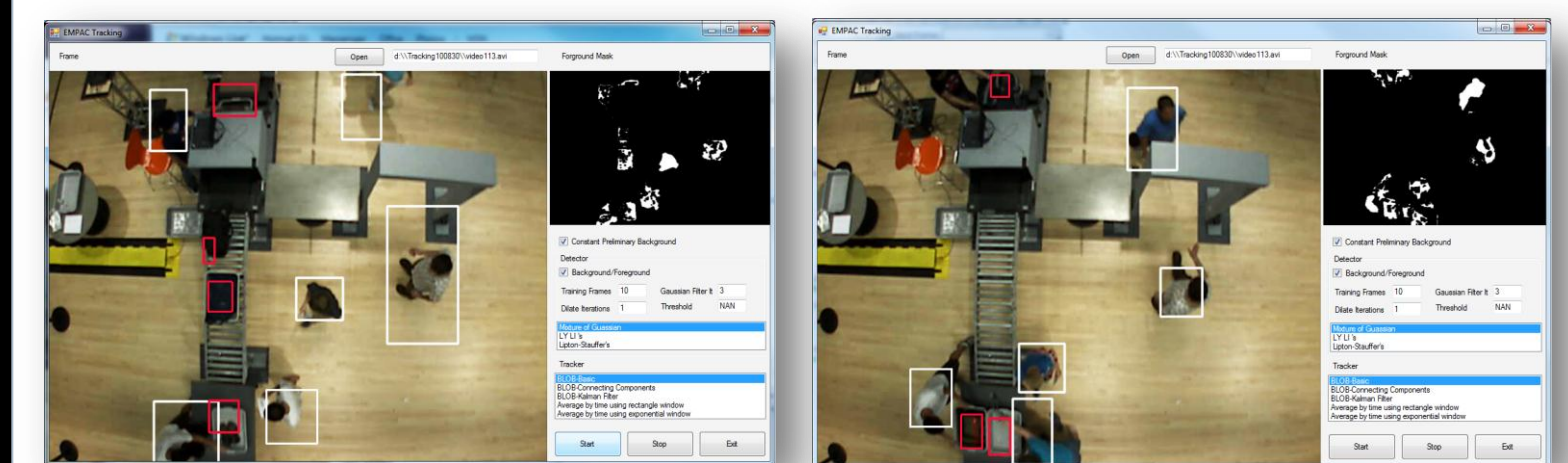 EMPAC Tracking
Frame
Open
d:\\Tracking100830\\video113.avi
Forground Mask
Constant Preliminary Background
Detector
Background/Foreground
Training Frames 10 Gaussian Filter It 3
Dilate Iterations 1 Threshold NAN
Mixture of Guassian
LY LI 's
Lipton-Stauffer's
Tracker
BLOB-Basic
BLOB-Connecting Components
BLOB-Kalman Filter
Average by time using rectangle window
Average by time using exponential window
Start Stop Exit
EMPAC Tracking
Frame
Open
d:\\Tracking100830\\video113.avi
Forground Mask
Constant Preliminary Background
Detector
Background/Foreground
Training Frames 10 Gaussian Filter It 3
Dilate Iterations 1 Threshold NAN
Mixture of Guassian
LY LI 's
Lipton-Stauffer's
Tracker
BLOB-Basic
BLOB-Connecting Components
BLOB-Kalman Filter
Average by time using rectangle window
Average by time using exponential window
Start Stop Exit